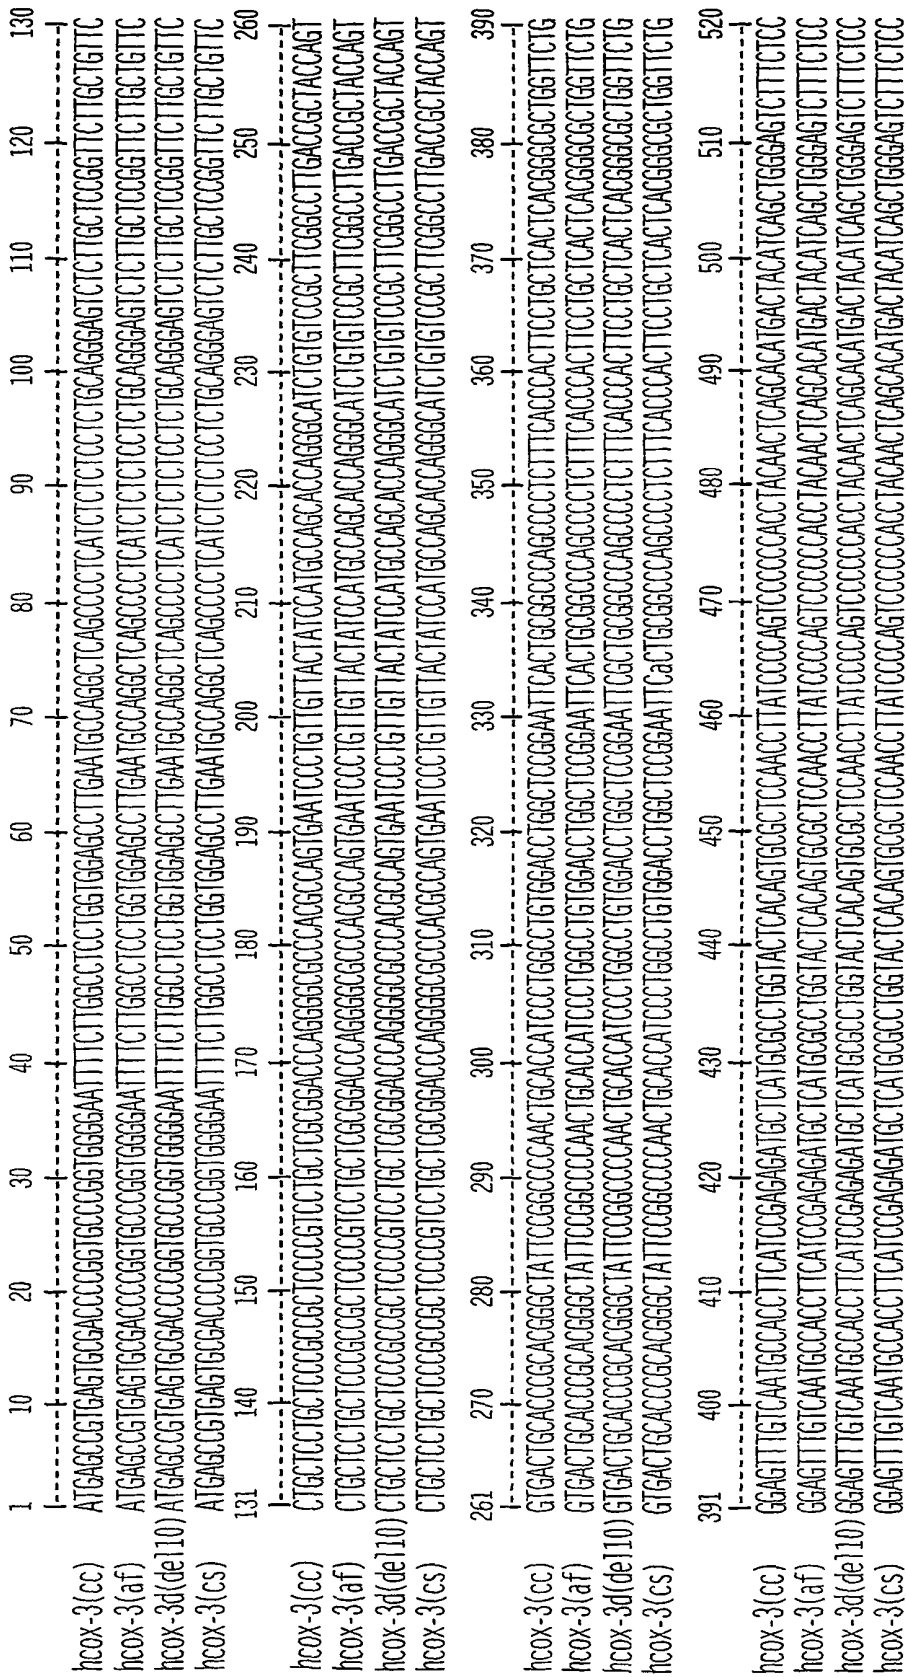 1 10 20 30 40 50 60 70 80 90 100 110 120 130
hcox-3(cc) ATGAGCCGTGAGTGCGACCCCGGTGCCCGGTGGGGAATTTTCTTGGCCTCCTGGTGGAGCCTTGAATGCCAGGCTCAGCCCCTCATCTCTCTCCTCTGCAGGGAGTCTCTTGCTCCGGTTCTTGCTGTTC
hcox-3(af) ATGAGCCGTGAGTGCGACCCCGGTGCCCGGTGGGGAATTTTCTTGGCCTCCTGGTGGAGCCTTGAATGCCAGGCTCAGCCCCTCATCTCTCTCCTCTGCAGGGAGTCTCTTGCTCCGGTTCTTGCTGTTC
hcox-3d(del10) ATGAGCCGTGAGTGCGACCCCGGTGCCCGGTGGGGAATTTTCTTGGCCTCCTGGTGGAGCCTTGAATGCCAGGCTCAGCCCCTCATCTCTCTCCTCTGCAGGGAGTCTCTTGCTCCGGTTCTTGCTGTTC
hcox-3(cs) ATGAGCCGTGAGTGCGACCCCGGTGCCCGGTGGGGAATTTTCTTGGCCTCCTGGTGGAGCCTTGAATGCCAGGCTCAGCCCCTCATCTCTCTCCTCTGCAGGGAGTCTCTTGCTCCGGTTCTTGCTGTTC
131 140 150 160 170 180 190 200 210 220 230 240 250 260
hcox-3(cc) CTGCTCCTGCTCCCGCCGCTCCCCGTCCTGCTCGCGGACCCAGGGGCGCCCACGCCAGTGAATCCCTGTTGTTACTATCCATGCCAGCACCAGGGCATCTGTGTCCGCTTCGGCCTTGACCGCTACCAGT
hcox-3(af) CTGCTCCTGCTCCCGCCGCTCCCCGTCCTGCTCGCGGACCCAGGGGCGCCCACGCCAGTGAATCCCTGTTGTTACTATCCATGCCAGCACCAGGGCATCTGTGTCCGCTTCGGCCTTGACCGCTACCAGT
hcox-3d(del10) CTGCTCCTGCTCCCGCCGCTCCCCGTCCTGCTCGCGGACCCAGGGGCGCCCACGCCAGTGAATCCCTGTTGTTACTATCCATGCCAGCACCAGGGCATCTGTGTCCGCTTCGGCCTTGACCGCTACCAGT
hcox-3(cs) CTGCTCCTGCTCCCGCCGCTCCCCGTCCTGCTCGCGGACCCAGGGGCGCCCACGCCAGTGAATCCCTGTTGTTACTATCCATGCCAGCACCAGGGCATCTGTGTCCGCTTCGGCCTTGACCGCTACCAGT
261 270 280 290 300 310 320 330 340 350 360 370 380 390
hcox-3(cc) GTGACTGCACCCGCACGGGCTATTCCGGCCCCAACTGCACCATCCCTGGCCTGTGGACCTGGCTCCGGAATTCACTGCGGCCCAGCCCCTCTTTCACCCACTTCCTGCTCACTCACGGGCGCTGGTTCTG
hcox-3(af) GTGACTGCACCCGCACGGGCTATTCCGGCCCCAACTGCACCATCCCTGGCCTGTGGACCTGGCTCCGGAATTCACTGCGGCCCAGCCCCTCTTTCACCCACTTCCTGCTCACTCACGGGCGCTGGTTCTG
hcox-3d(del10) GTGACTGCACCCGCACGGGCTATTCCGGCCCCAACTGCACCATCCCTGGCCTGTGGACCTGGCTCCGGAATTCGCTGCGGCCCAGCCCCTCTTTCACCCACTTCCTGCTCACTCACGGGCGCTGGTTCTG
hcox-3(cs) GTGACTGCACCCGCACGGGCTATTCCGGCCCCAACTGCACCATCCCTGGCCTGTGGACCTGGCTCCGGAATTCaCTGCGGCCCAGCCCCTCTTTCACCCACTTCCTGCTCACTCACGGGCGCTGGTTCTG
391 400 410 420 430 440 450 460 470 480 490 500 510 520
hcox-3(cc) GGAGTTTGTCAATGCCACCTTCATCCGAGAGATGCTCATGCGCCTGGTACTCACAGTGCGCTCCAACCTTATCCCCAGTCCCCCCACCTACAACTCAGCACATGACTACATCAGCTGGGAGTCTTTCTCC
hcox-3(af) GGAGTTTGTCAATGCCACCTTCATCCGAGAGATGCTCATGCGCCTGGTACTCACAGTGCGCTCCAACCTTATCCCCAGTCCCCCCACCTACAACTCAGCACATGACTACATCAGCTGGGAGTCTTTCTCC
hcox-3d(del10) GGAGTTTGTCAATGCCACCTTCATCCGAGAGATGCTCATGCGCCTGGTACTCACAGTGCGCTCCAACCTTATCCCCAGTCCCCCCACCTACAACTCAGCACATGACTACATCAGCTGGGAGTCTTTCTCC
hcox-3(cs) GGAGTTTGTCAATGCCACCTTCATCCGAGAGATGCTCATGCGCCTGGTACTCACAGTGCGCTCCAACCTTATCCCCAGTCCCCCCACCTACAACTCAGCACATGACTACATCAGCTGGGAGTCTTTCTCC